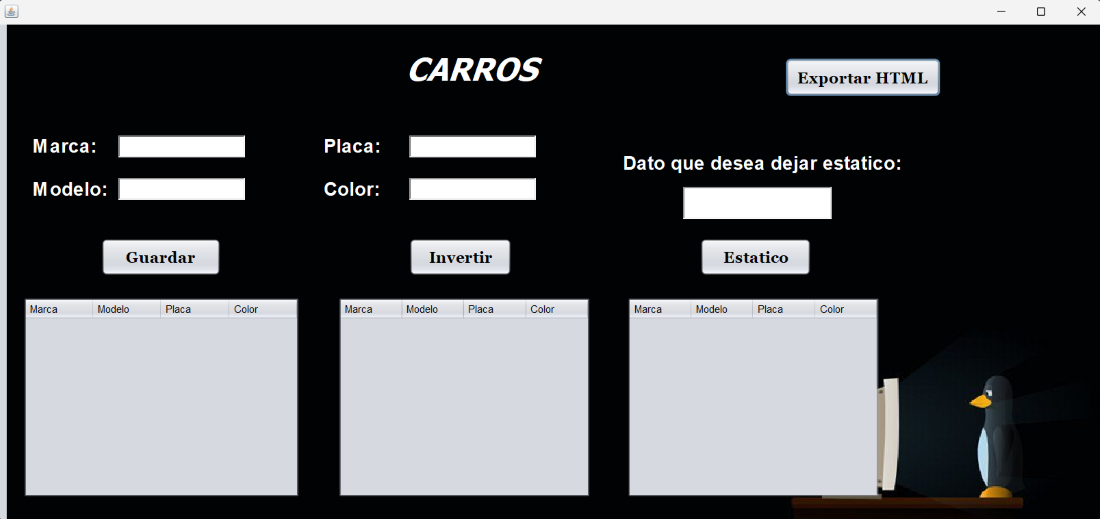 CARROS
Exportar HTML
Marca:
Placa:
Dato que desea dejar estatico:
Modelo:
Color:
Guardar
Invertir
Estatico
Marca Modelo Placa Color
Marca Modelo Placa Color
Marca Modelo Placa Color